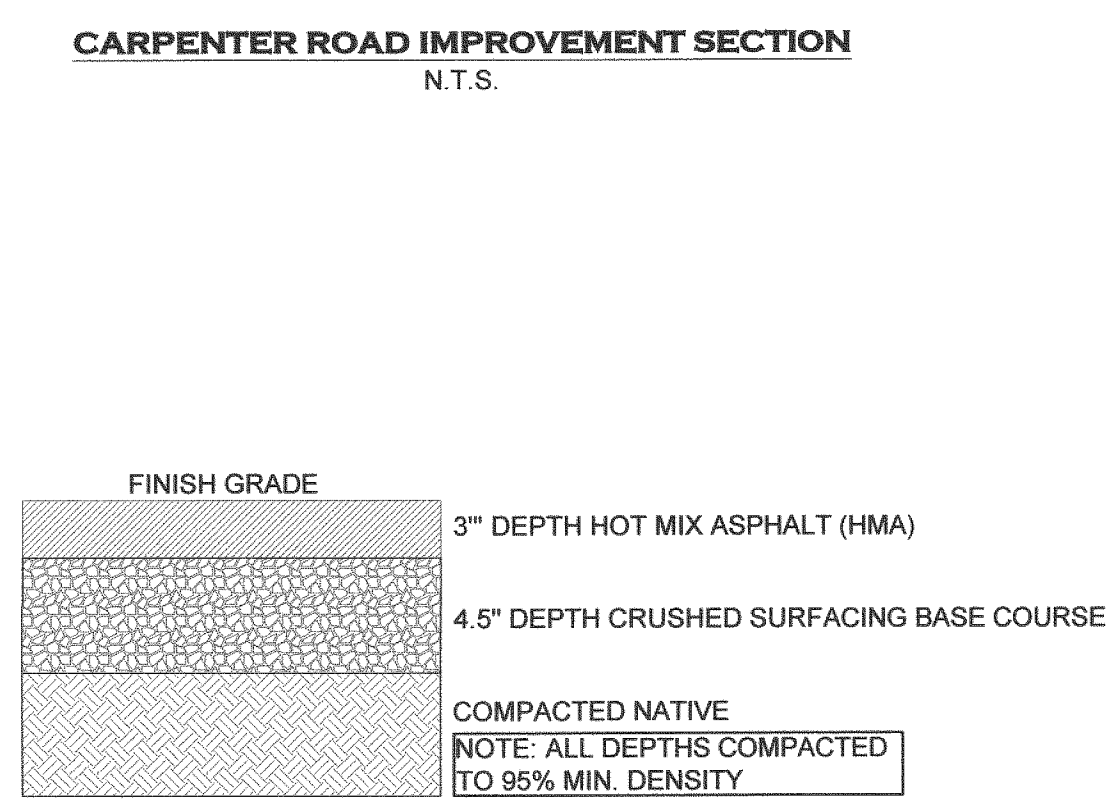 CARPENTER ROAD IMPROVEMENT SECTION
N.T.S.
FINISH GRADE
3'" DEPTH HOT MIX ASPHALT (HMA)
4.5" DEPTH CRUSHED SURFACING BASE COURSE
COMPACTED NATIVE
NOTE: ALL DEPTHS COMPACTED
TO 95% MIN. DENSITY